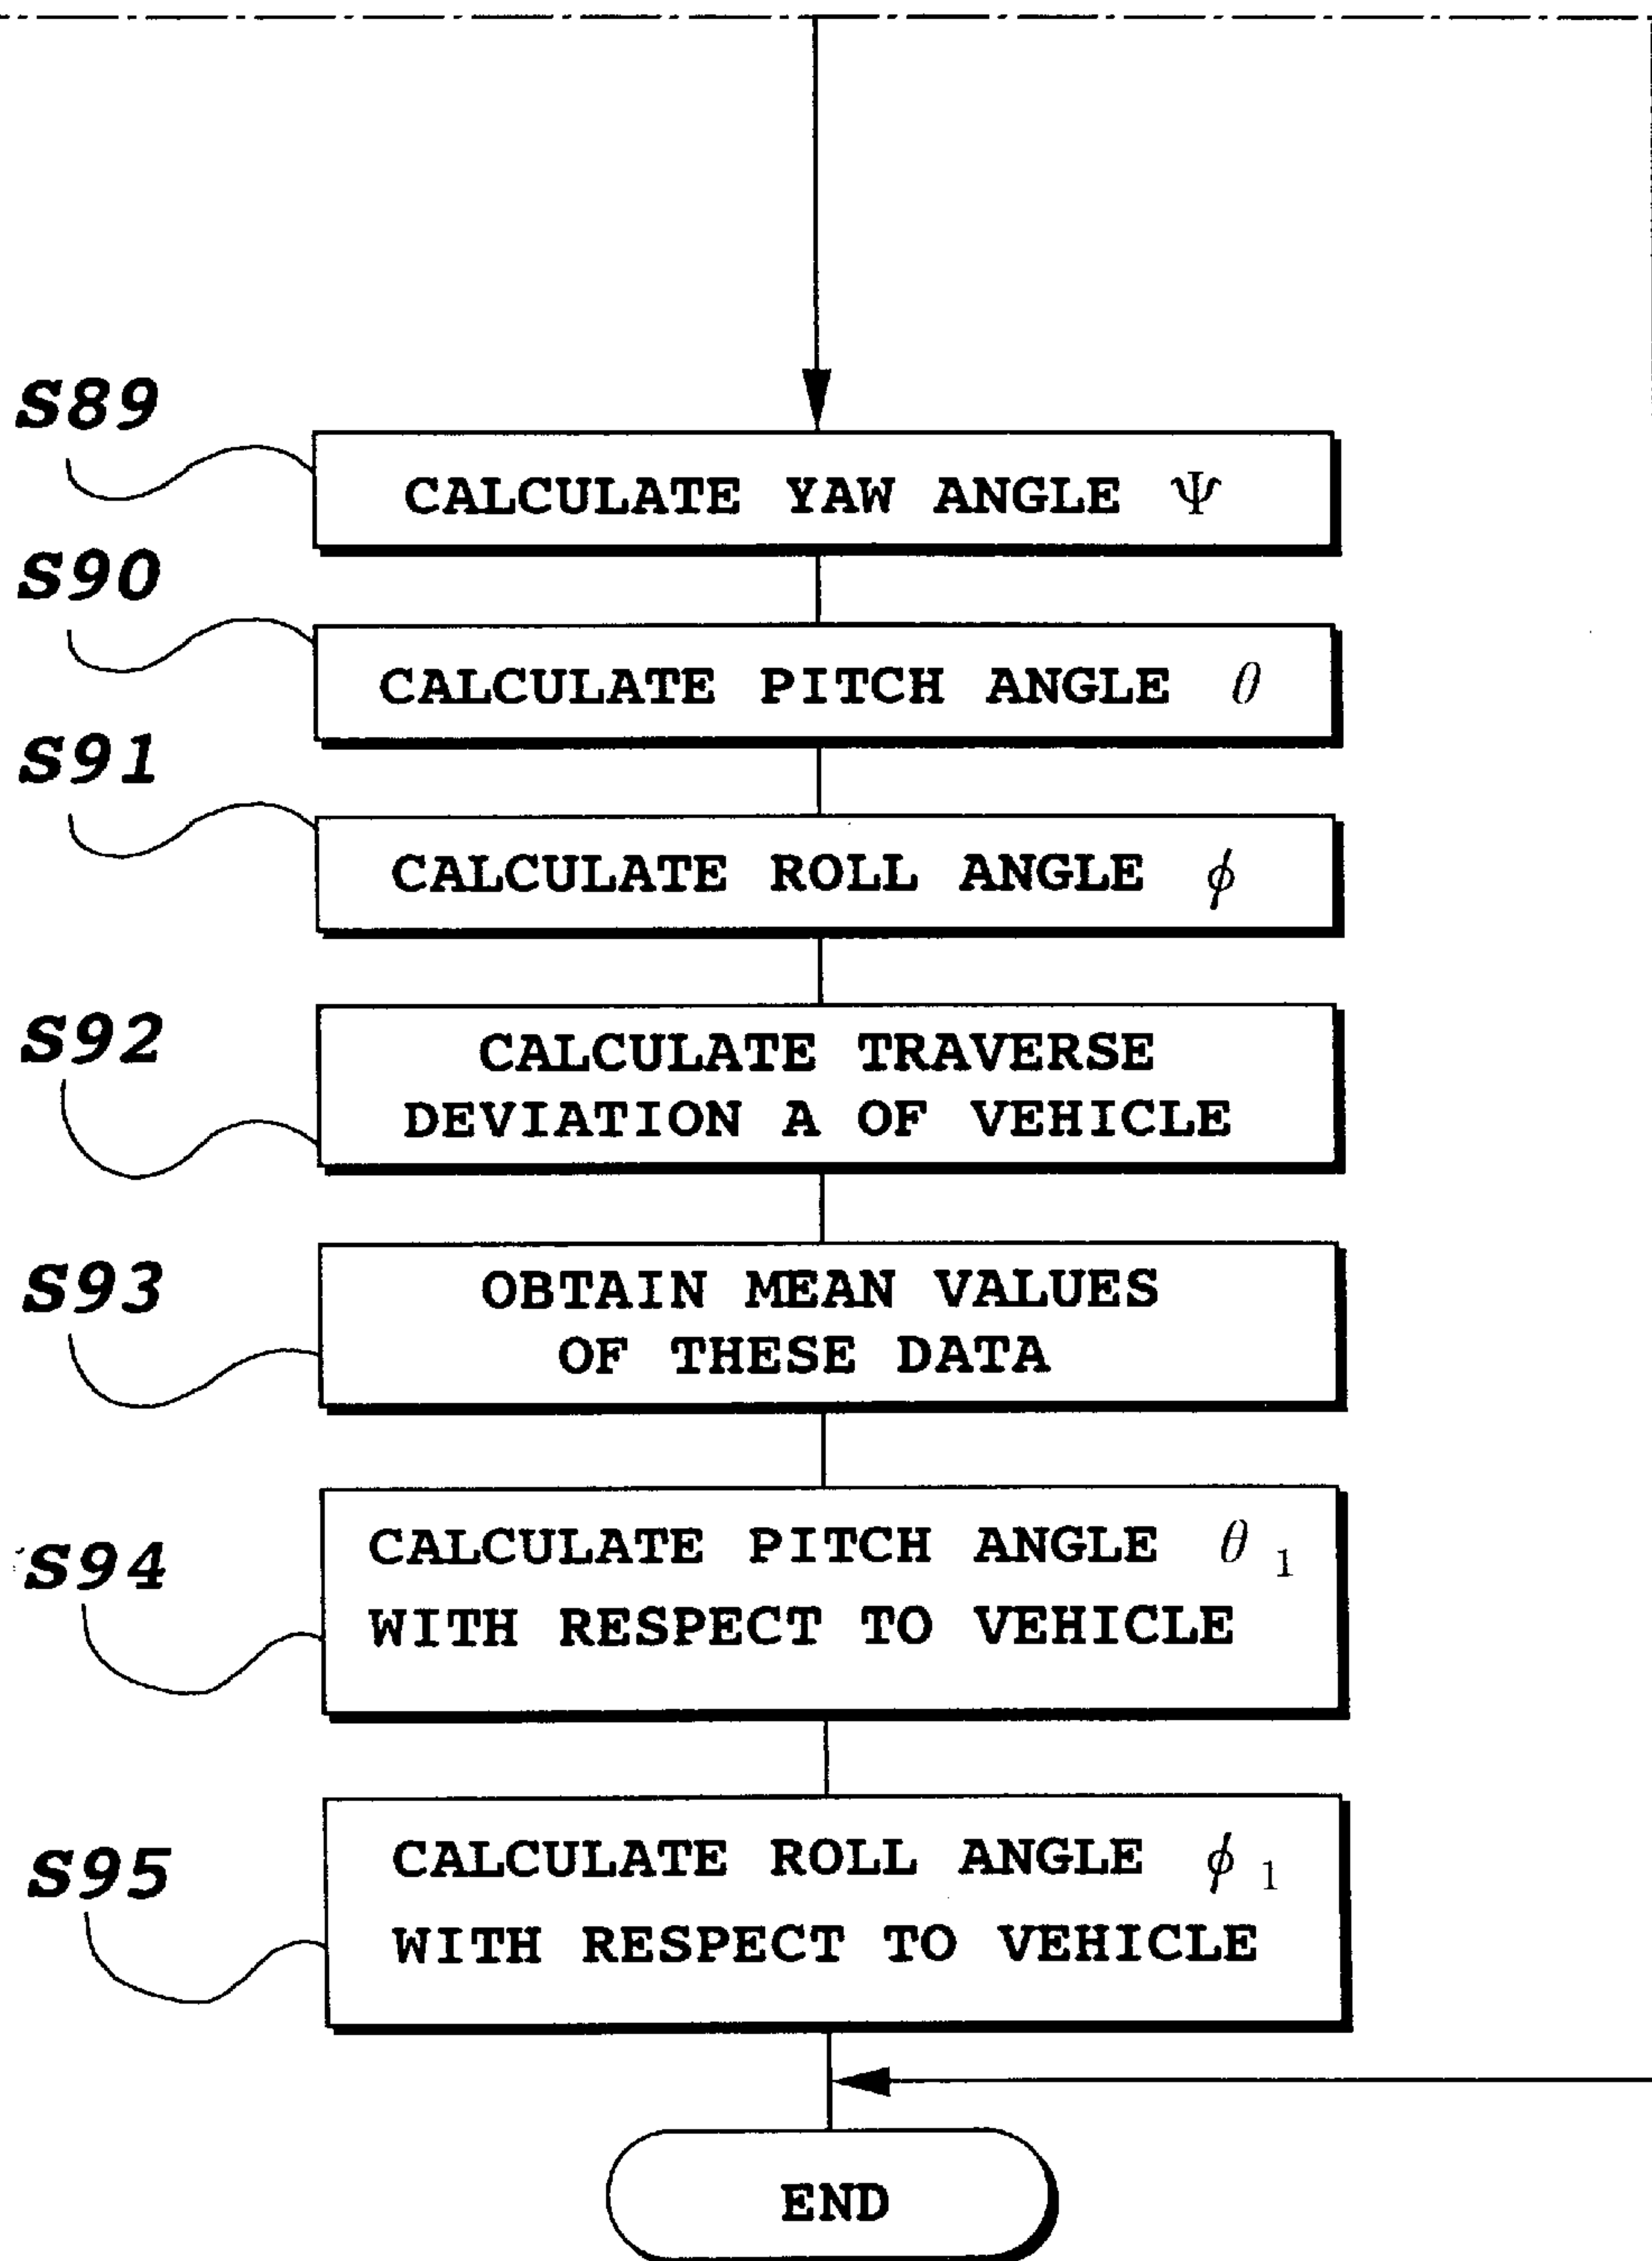 S89
CALCULATE YAW ANGLE Ψ
S90
CALCULATE PITCH ANGLE θ
S91
CALCULATE ROLL ANGLE ϕ
S92
CALCULATE TRAVERSE
DEVIATION A OF VEHICLE
S93
OBTAIN MEAN VALUES
OF THESE DATA
S94
CALCULATE PITCH ANGLE θ 1
WITH RESPECT TO VEHICLE
S95
CALCULATE ROLL ANGLE ϕ 1
WITH RESPECT TO VEHICLE
END